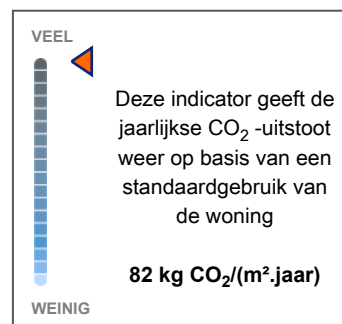 VEEL
Deze indicator geeft de
jaarlijkse CO₂ -uitstoot
weer op basis van een
standaardgebruik van
de woning
82 kg CO₂/(m².jaar)
WEINIG